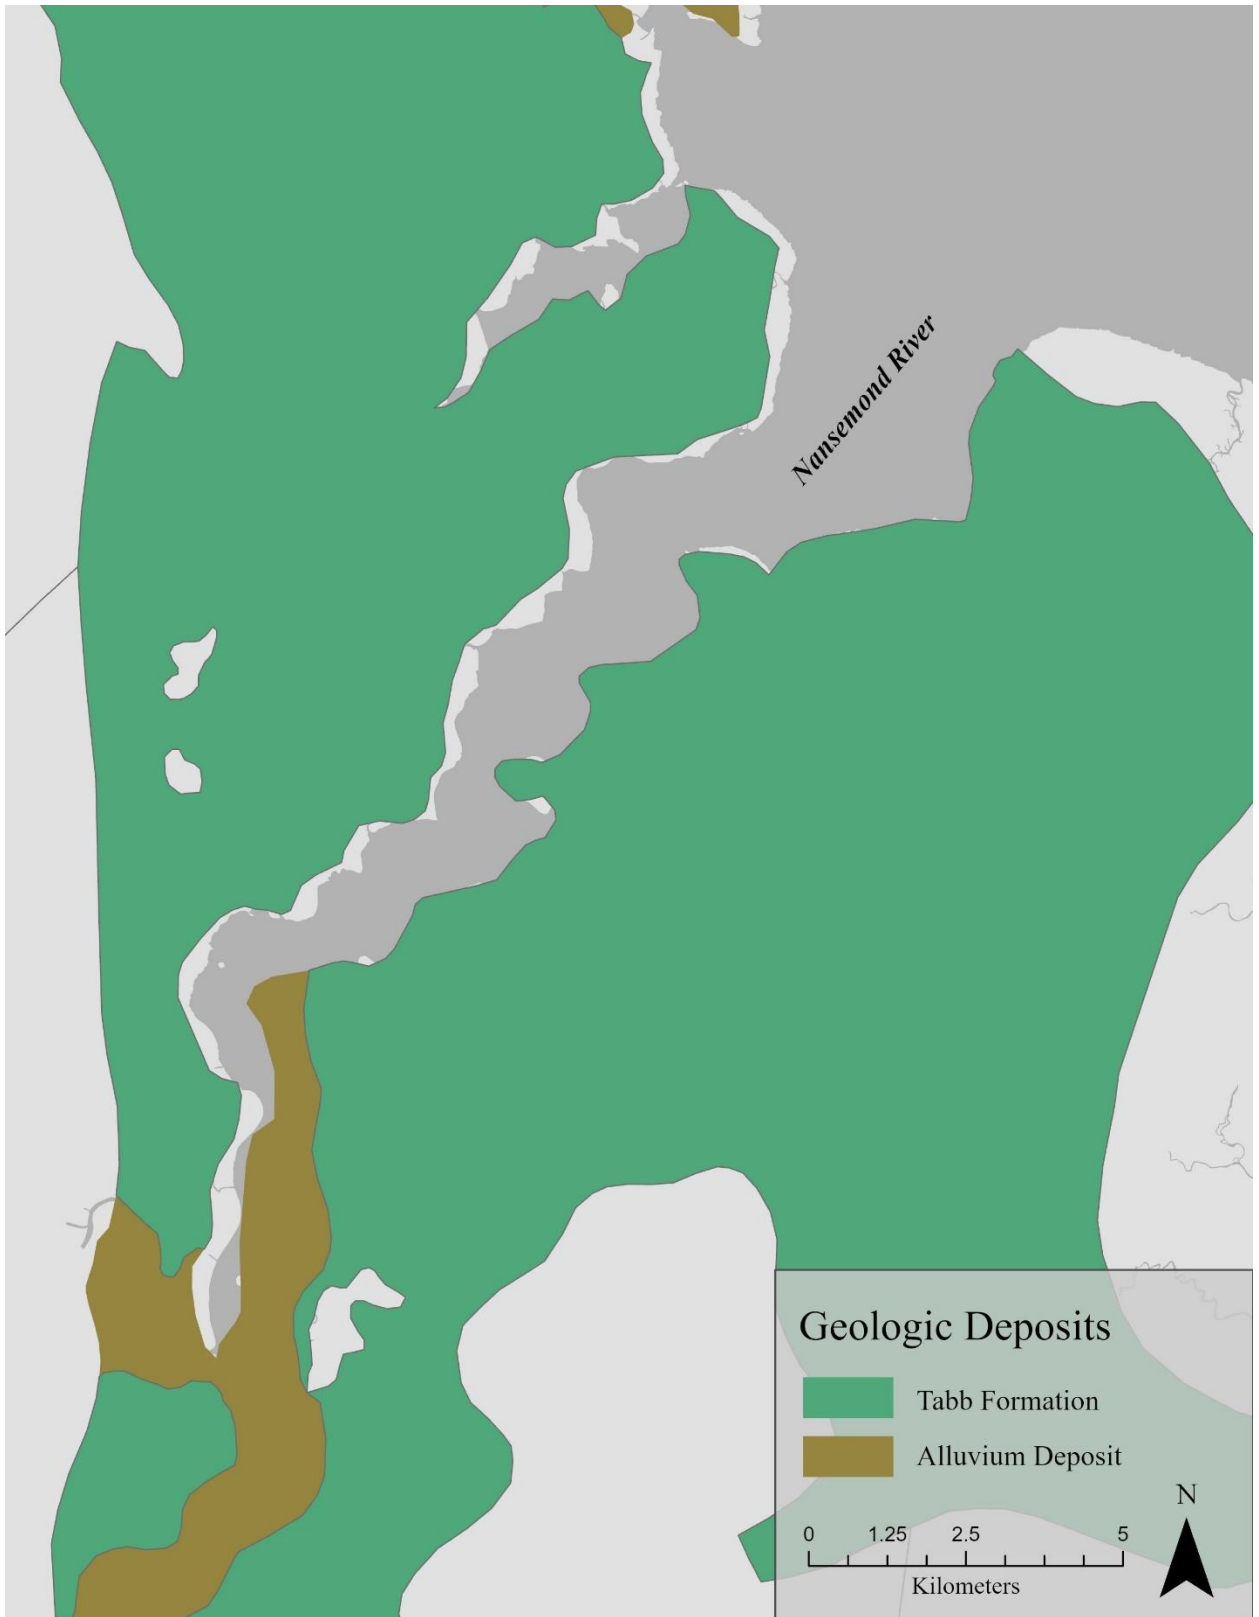 Nansemond River
Geologic Deposits
Tabb Formation
Alluvium Deposit
N
0 1.25 2.5 5
Kilometers